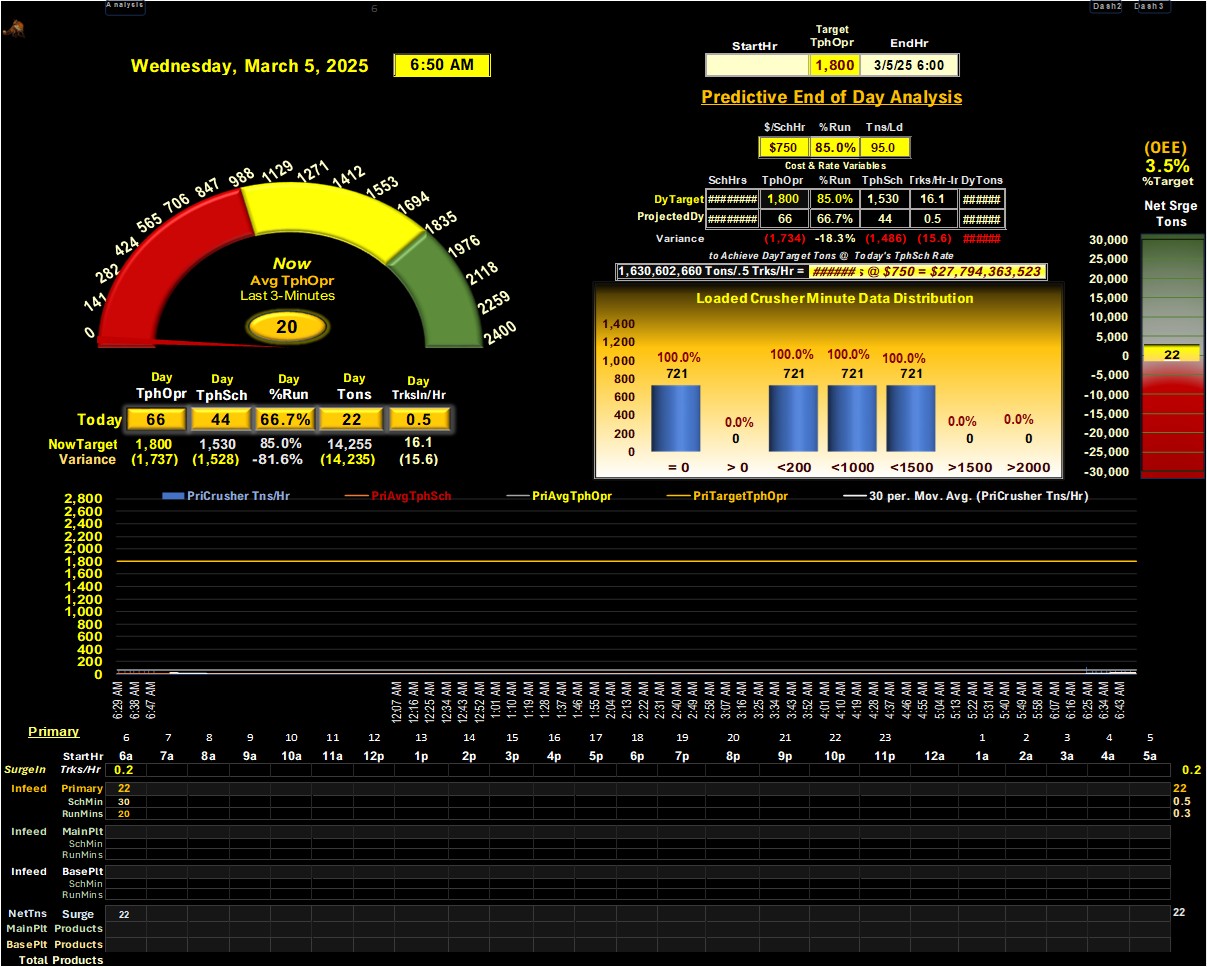 Analysis
6
Dash2 Dash3
Wednesday, March 5, 2025 6:50 AM
StartHr Target TphOpr EndHr
1,800 3/5/25 6:00
Predictive End of Day Analysis
$/SchHr %Run Tns/Ld
$750 85.0% 95.0
Cost & Rate Variables
SchHrs TphOpr %Run TphSch Trks/Hr-Ir DyTons
DyTarget ######## 1,800 85.0% 1,530 16.1 ######
ProjectedDy ######## 66 66.7% 44 0.5 ######
Variance (1,734) -18.3% (1,486) (15.6) ######
to Achieve DayTarget Tons @ Today's TphSch Rate
1,630,602,660 Tons/.5 Trks/Hr = ###### s @ $750 = $27,794,363,523
(OEE)
3.5%
%Target
Net Srge
Tons
30,000
25,000
20,000
15,000
10,000
5,000
0
22
-5,000
-10,000
-15,000
-20,000
-25,000
-30,000
0
141
282
424
565
706
847
988
1129
1271
1412
1553
1694
1835
1976
2118
2259
2400
Now
Avg TphOpr
Last 3-Minutes
20
Day Day Day Day Day
TphOpr TphSch %Run Tons TrksIn/Hr
Today 66 44 66.7% 22 0.5
NowTarget 1,800 1,530 85.0% 14,255 16.1
Variance (1,737) (1,528) -81.6% (14,235) (15.6)
Loaded Crusher Minute Data Distribution
1,400
1,200
1,000
800
600
400
200
0
100.0% 0.0% 100.0% 100.0% 100.0% 0.0% 0.0%
721 0 721 721 721 0 0
= 0 > 0 <200 <1000 <1500 >1500 >2000
PriCrusher Tns/Hr PriAvgTphSch PriAvgTphOpr PriTargetTphOpr 30 per. Mov. Avg. (PriCrusher Tns/Hr)
2,800
2,600
2,400
2,200
2,000
1,800
1,600
1,400
1,200
1,000
800
600
400
200
0
6:29 AM 6:38 AM 6:47 AM 12:07 AM 12:16 AM 12:25 AM 12:34 AM 12:43 AM 12:52 AM 1:01 AM 1:10 AM 1:19 AM 1:28 AM 1:37 AM 1:46 AM 1:55 AM 2:04 AM 2:13 AM 2:22 AM 2:31 AM 2:40 AM 2:49 AM 2:58 AM 3:07 AM 3:16 AM 3:25 AM 3:34 AM 3:43 AM 3:52 AM 4:01 AM 4:10 AM 4:19 AM 4:28 AM 4:37 AM 4:46 AM 4:55 AM 5:04 AM 5:13 AM 5:22 AM 5:31 AM 5:40 AM 5:49 AM 5:58 AM 6:07 AM 6:16 AM 6:25 AM 6:34 AM 6:43 AM
Primary 6 7 8 9 10 11 12 13 14 15 16 17 18 19 20 21 22 23 1 2 3 4 5
StartHr 6a 7a 8a 9a 10a 11a 12p 1p 2p 3p 4p 5p 6p 7p 8p 9p 10p 11p 12a 1a 2a 3a 4a 5a
SurgeIn Trks/Hr 0.2 0.2
Infeed Primary 22 22
SchMin 30 0.5
RunMins 20 0.3
Infeed MainPlt
SchMin
RunMins
Infeed BasePlt
SchMin
RunMins
NetTns Surge 22 22
MainPlt Products
BasePlt Products
Total Products